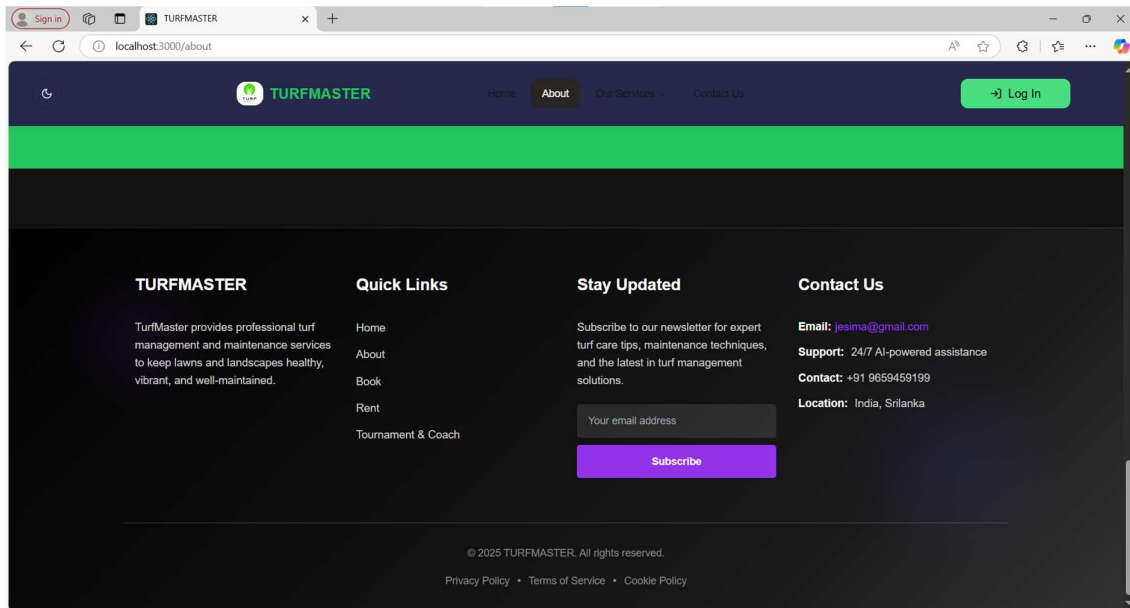 Sign in
TURFMASTER
localhost:3000/about
TURF
TURFMASTER
Home
About
Our Services
Contact Us
Log In
TURFMASTER
TurfMaster provides professional turf
management and maintenance services
to keep lawns and landscapes healthy,
vibrant, and well-maintained.
Quick Links
Home
About
Book
Rent
Tournament & Coach
Stay Updated
Subscribe to our newsletter for expert
turf care tips, maintenance techniques,
and the latest in turf management
solutions.
Your email address
Subscribe
Contact Us
Email: jesima@gmail.com
Support: 24/7 AI-powered assistance
Contact: +91 9659459199
Location: India, Srilanka
© 2025 TURFMASTER. All rights reserved.
Privacy Policy • Terms of Service • Cookie Policy